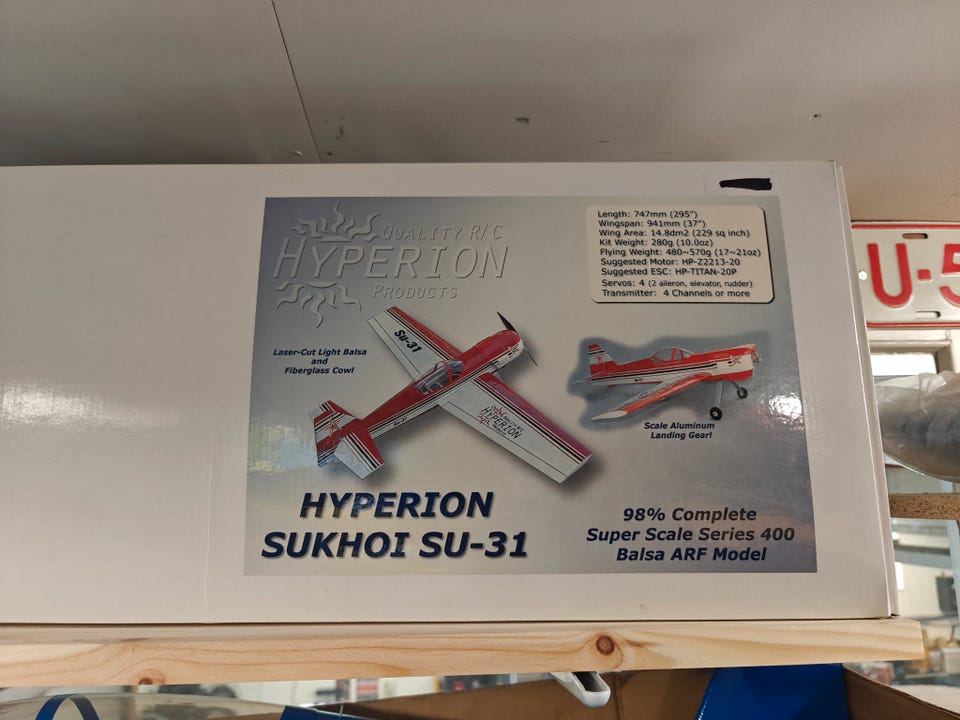 QUALITY R/C
HYPERION
PRODUCTS
Length: 747mm (295")
Wingspan: 941mm (37")
Wing Area: 14.8dm2 (229 sq inch)
Kit Weight: 280g (10.0oz)
Flying Weight: 480~570g (17~21oz)
Suggested Motor: HP-Z2213-20
Suggested ESC: HP-TITAN-20P
Servos: 4 (2 aileron, elevator, rudder)
Transmitter: 4 Channels or more
Su-31
Laser-Cut Light Balsa
and
Fiberglass Cowl
HYPERION
Scale Aluminum
Landing Gear!
HYPERION
SUKHOI SU-31
98% Complete
Super Scale Series 400
Balsa ARF Model
U-5